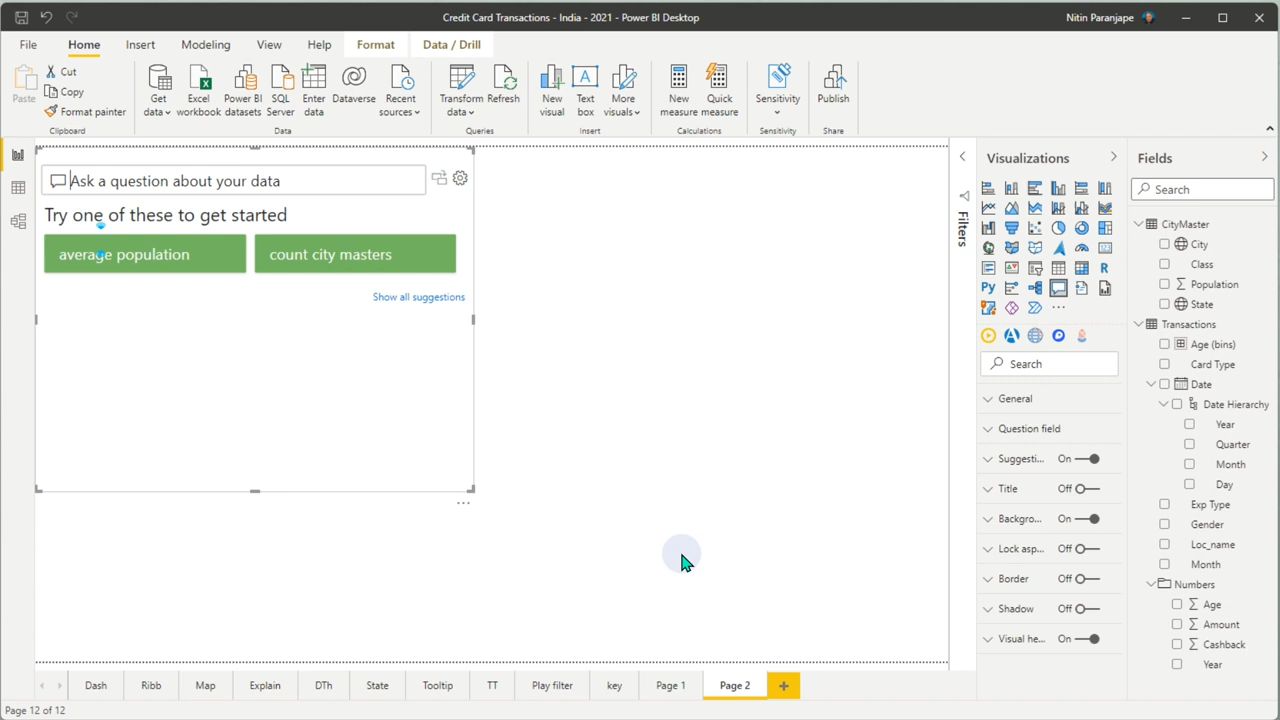 Credit Card Transactions - India - 2021 - Power BI Desktop
Nitin Paranjape
File
Home
Insert
Modeling
View
Help
Format
Data / Drill
Paste
Cut
Copy
Format painter
Clipboard
Get data
Excel workbook
Power BI datasets
SQL Server
Enter data
Dataverse
Recent sources
Data
Transform data
Refresh
Queries
New visual
Text box
More visuals
Insert
New measure
Quick measure
Calculations
Sensitivity
Sensitivity
Publish
Share
Ask a question about your data
Try one of these to get started
average population
count city masters
Show all suggestions
Filters
Visualizations
R
Py
Search
General
Question field
Suggesti... On
Title Off
Backgro... On
Lock asp... Off
Border Off
Shadow Off
Visual he... On
Fields
Search
CityMaster
City
Class
Population
State
Transactions
Age (bins)
Card Type
Date
Date Hierarchy
Year
Quarter
Month
Day
Exp Type
Gender
Loc_name
Month
Numbers
Age
Amount
Cashback
Year
Dash
Ribb
Map
Explain
DTh
State
Tooltip
TT
Play filter
key
Page 1
Page 2
Page 12 of 12